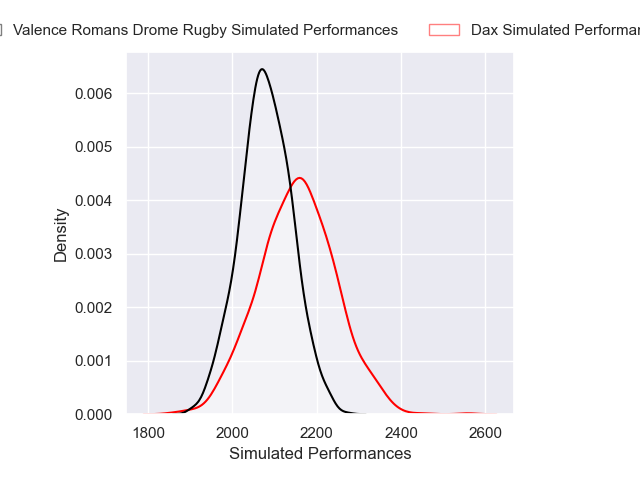 Valence Romans Drome Rugby Simulated Performances
Dax Simulated
0.006
0.005
0.004
0.003
0.002
0.001
0.000
Density
1800 2000 2200 2400 2600
Simulated Performances